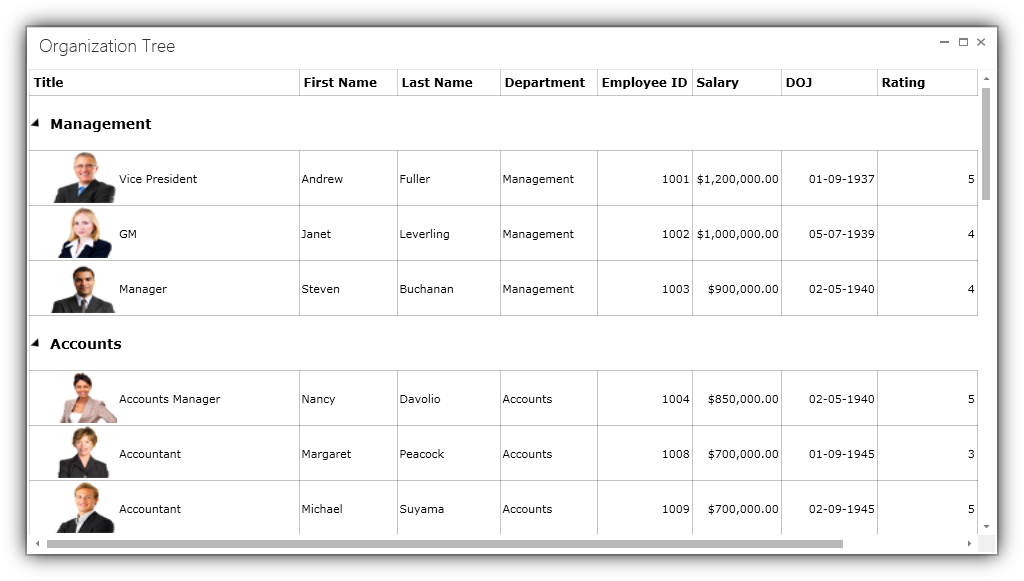 Organization Tree
Title First Name Last Name Department Employee ID Salary DOJ Rating
Management
Vice President Andrew Fuller Management 1001 $1,200,000.00 01-09-1937 5
GM Janet Leverling Management 1002 $1,000,000.00 05-07-1939 4
Manager Steven Buchanan Management 1003 $900,000.00 02-05-1940 4
Accounts
Accounts Manager Nancy Davolio Accounts 1004 $850,000.00 02-05-1940 5
Accountant Margaret Peacock Accounts 1008 $700,000.00 01-09-1945 3
Accountant Michael Suyama Accounts 1009 $700,000.00 02-09-1945 5